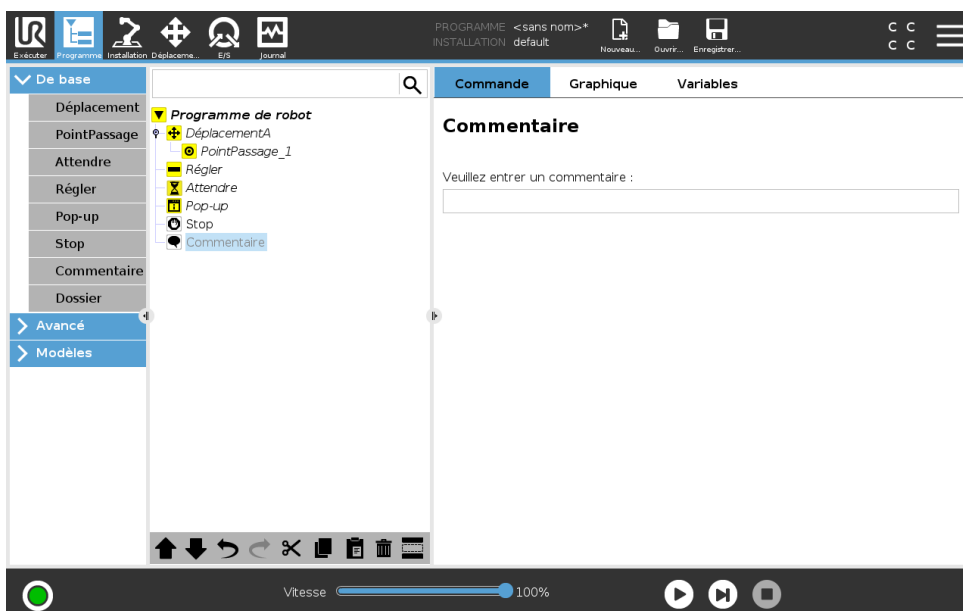 UR
Exécuter Programme Installation Déplaceme... E/S Journal
PROGRAMME <sans nom>*
INSTALLATION default
Nouveau... Ouvrir... Enregistrer...
C C
C C
De base
Déplacement
PointPassage
Attendre
Régler
Pop-up
Stop
Commentaire
Dossier
Avancé
Modèles
Programme de robot
DéplacementA
PointPassage_1
Régler
Attendre
Pop-up
Stop
Commentaire
Commande Graphique Variables
Commentaire
Veuillez entrer un commentaire :
Vitesse 100%